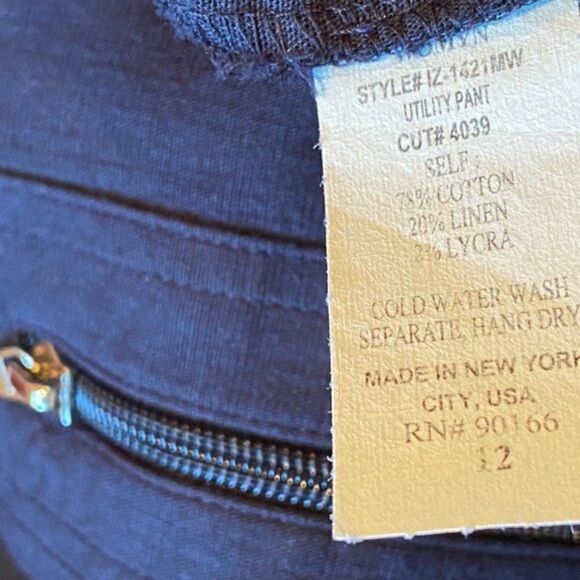 STYLE# IZ-1421MW
UTILITY PANT
CUT# 4039
SELF :
78% COTTON
20% LINEN
2% LYCRA
COLD WATER WASH
SEPARATE, HANG DRY
MADE IN NEW YORK
CITY, USA
RN# 90166
12